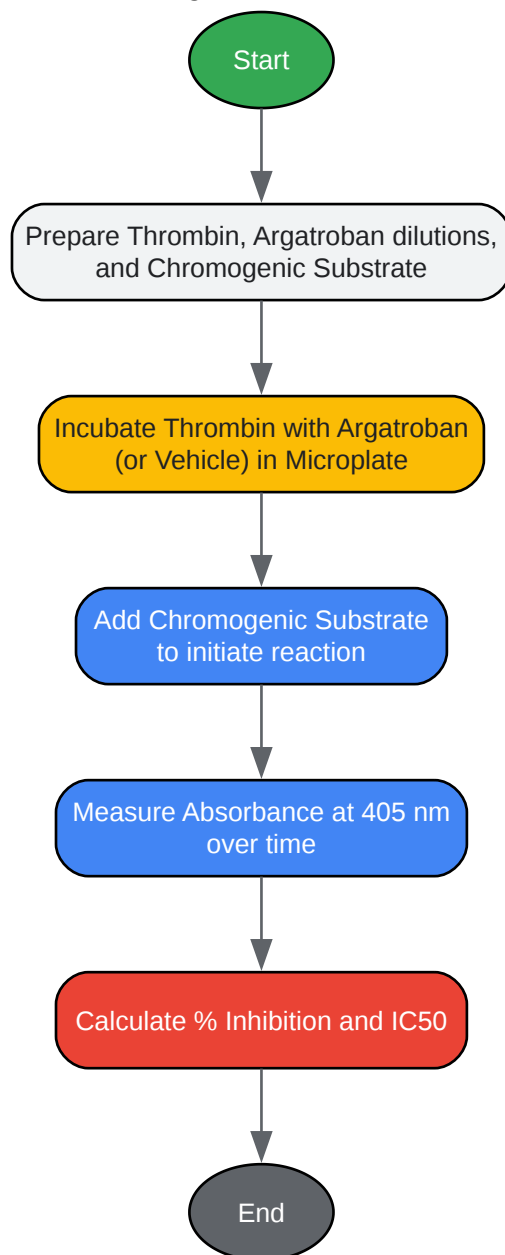 Start
Prepare Thrombin, Argatroban dilutions,
and Chromogenic Substrate
Incubate Thrombin with Argatroban
(or Vehicle) in Microplate
Add Chromogenic Substrate
to initiate reaction
Measure Absorbance at 405 nm
over time
Calculate % Inhibition and IC50
End